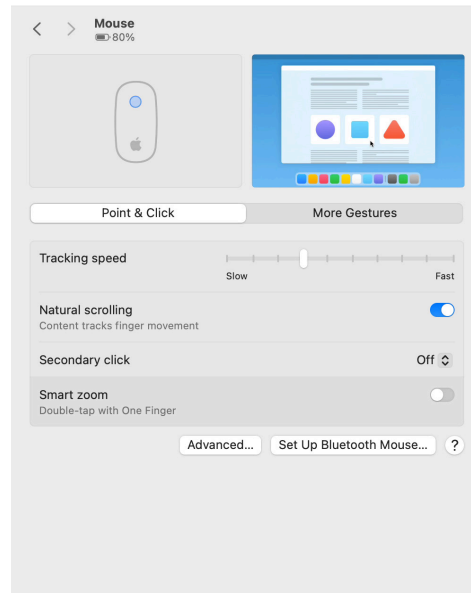 Mouse
80%
Point & Click
More Gestures
Tracking speed
Slow
Fast
Natural scrolling
Content tracks finger movement
Secondary click
Off
Smart zoom
Double-tap with One Finger
Advanced...
Set Up Bluetooth Mouse...
?